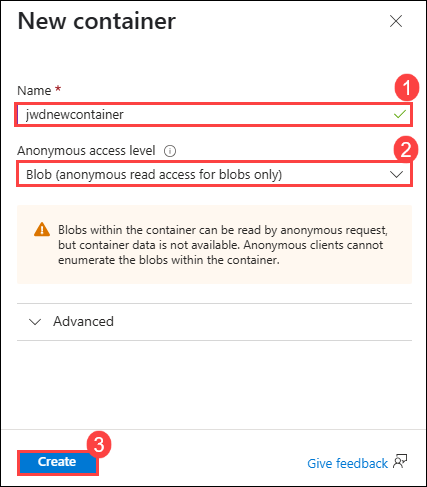 New container
1
Name *
jwdnewcontainer
2
Anonymous access level
Blob (anonymous read access for blobs only)
Blobs within the container can be read by anonymous request,
but container data is not available. Anonymous clients cannot
enumerate the blobs within the container.
Advanced
3
Create
Give feedback